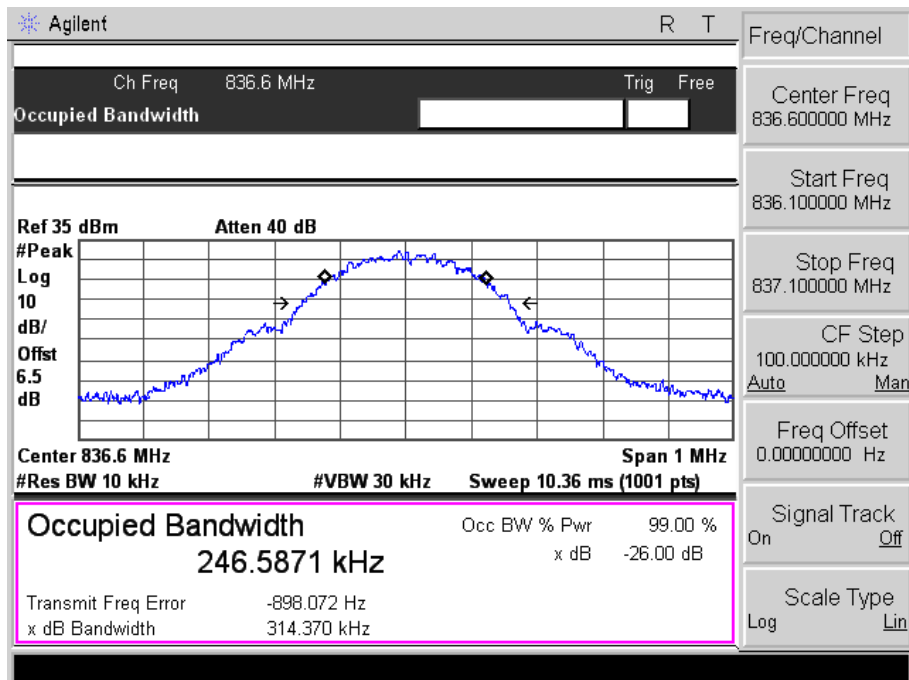 Agilent R T
Ch Freq 836.6 MHz Trig Free
Occupied Bandwidth
Ref 35 dBm Atten 40 dB
#Peak
Log
10
dB/
Offst
6.5
dB
Center 836.6 MHz Span 1 MHz
#Res BW 10 kHz #VBW 30 kHz Sweep 10.36 ms (1001 pts)
Occupied Bandwidth
246.5871 kHz
Occ BW % Pwr 99.00 %
x dB -26.00 dB
Transmit Freq Error -898.072 Hz
x dB Bandwidth 314.370 kHz
Freq/Channel
Center Freq
836.600000 MHz
Start Freq
836.100000 MHz
Stop Freq
837.100000 MHz
CF Step
100.000000 kHz
Auto Man
Freq Offset
0.00000000 Hz
Signal Track
On Off
Scale Type
Log Lin